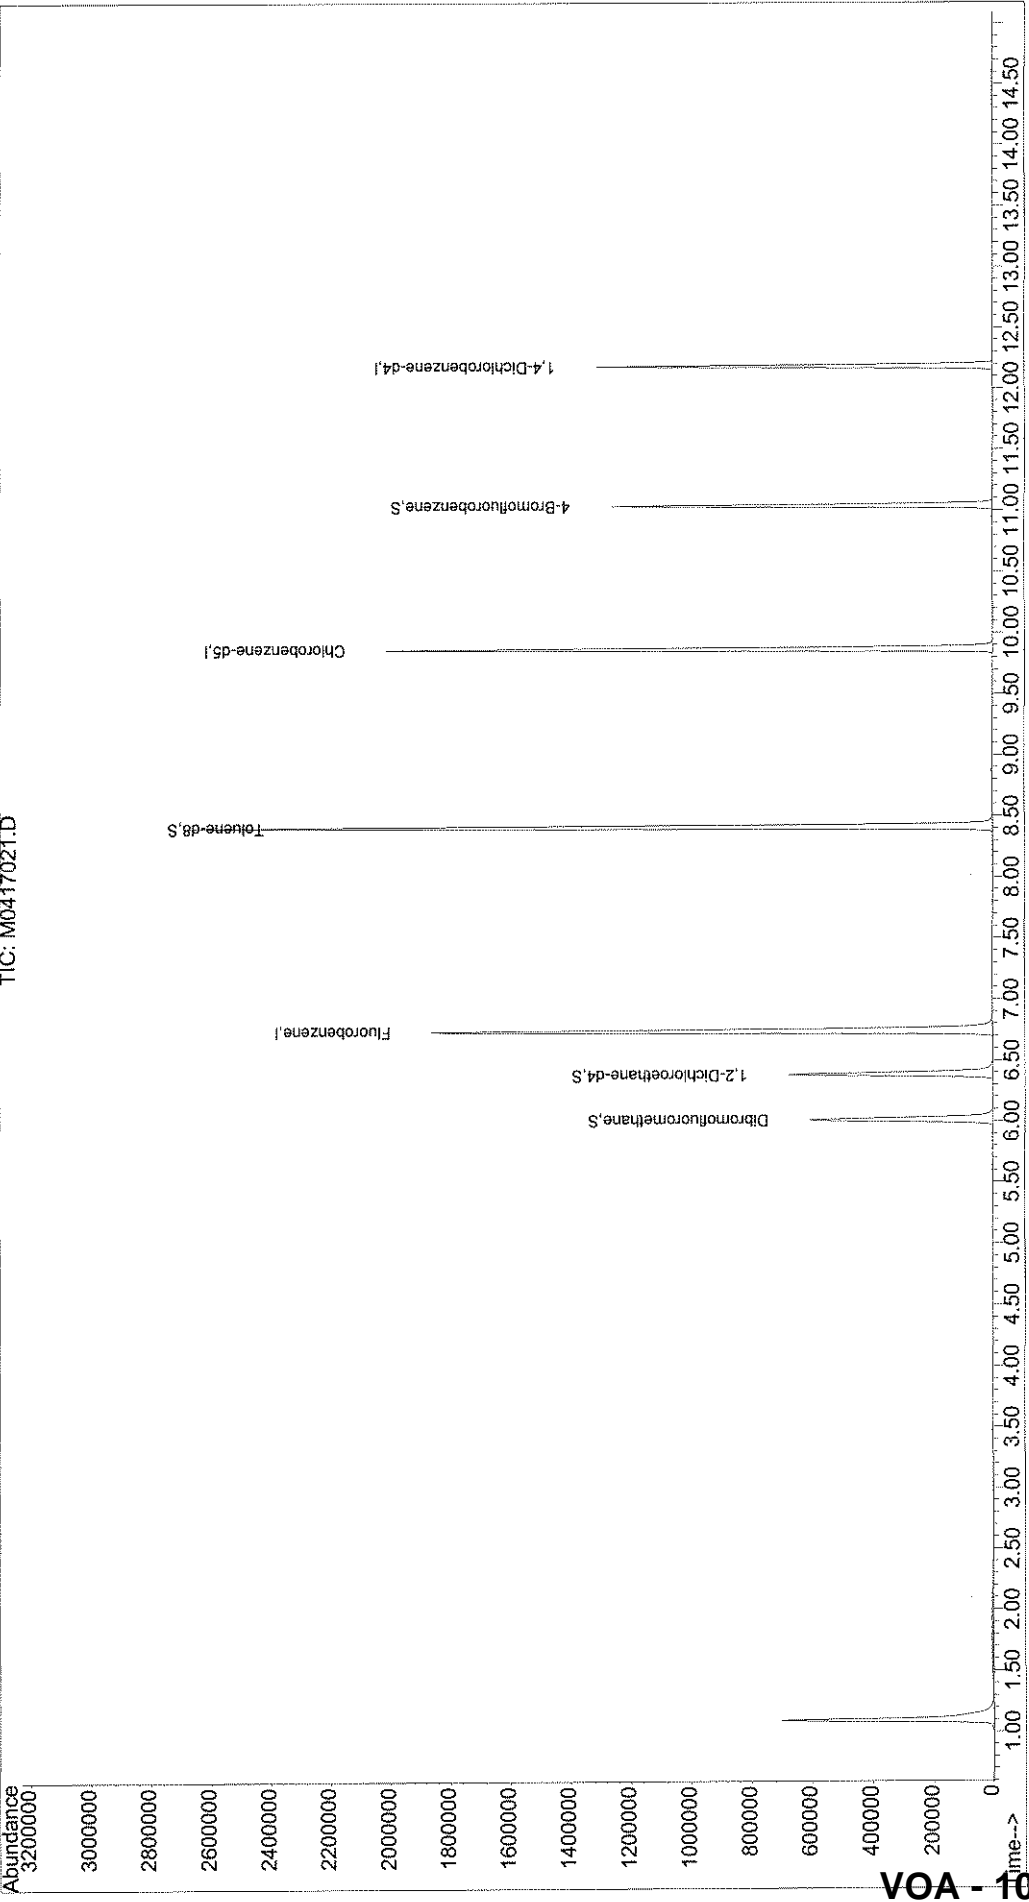 Abundance
TIC: M0417021.D
3200000
3000000
2800000
2600000
2400000
2200000
2000000
1800000
1600000
1400000
1200000
1000000
800000
600000
400000
200000
0
Dibromofluoromethane,S
1,2-Dichloroethane-d4,S
Fluorobenzene,I
Toluene-d8,S
Chlorobenzene-d5,I
4-Bromofluorobenzene,S
1,4-Dichlorobenzene-d4,I
ime--> 1.00 1.50 2.00 2.50 3.00 3.50 4.00 4.50 5.00 5.50 6.00 6.50 7.00 7.50 8.00 8.50 9.00 9.50 10.00 10.50 11.00 11.50 12.00 12.50 13.00 13.50 14.00 14.50
VOA - 10